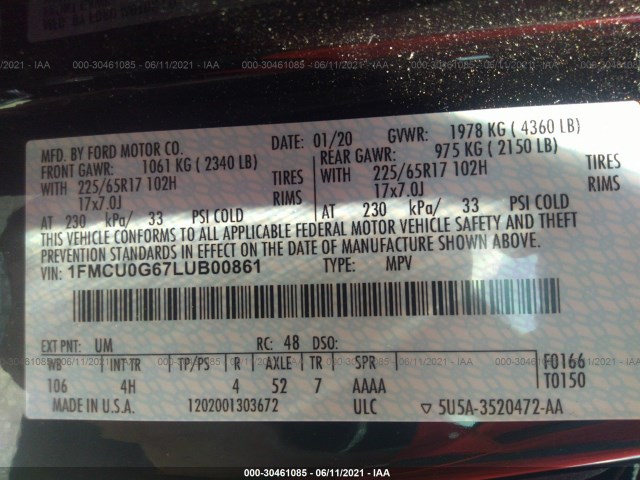 000-30461085 - 06/11/2021 - IAA 000-30461085 - 06/11/2021 - IAA
MFD. BY FORD MOTOR CO. DATE: 01/20 GVWR: 1978 KG ( 4360 LB)
FRONT GAWR: 1061 KG ( 2340 LB) REAR GAWR: 975 KG ( 2150 LB)
WITH 225/65R17 102H TIRES WITH 225/65R17 102H TIRES
17x7.0J RIMS 17x7.0J RIMS
AT 230 kPa/ 33 PSI COLD AT 230 kPa/ 33 PSI COLD
THIS VEHICLE CONFORMS TO ALL APPLICABLE FEDERAL MOTOR VEHICLE SAFETY AND THEFT
PREVENTION STANDARDS IN EFFECT ON THE DATE OF MANUFACTURE SHOWN ABOVE.
VIN: 1FMCU0G67LUB00861 TYPE: MPV
EXT PNT: UM RC: 48 DSO:
WB INT TR TP/PS R AXLE TR SPR F0166
106 4H 4 52 7 AAAA T0150
MADE IN U.S.A. 1202001303672 ULC ▽ 5U5A-3520472-AA
000-30461085 - 06/11/2021 - IAA